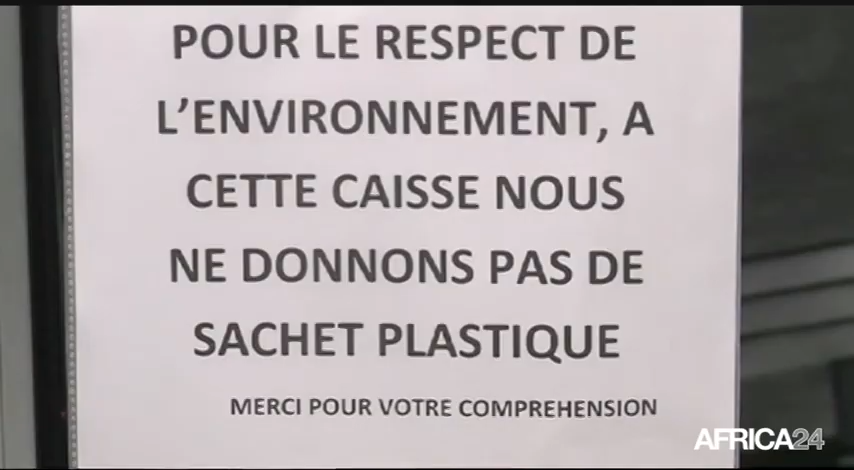 POUR LE RESPECT DE
L'ENVIRONNEMENT, A
CETTE CAISSE NOUS
NE DONNONS PAS DE
SACHET PLASTIQUE
MERCI POUR VOTRE COMPREHENSION
AFRICA24